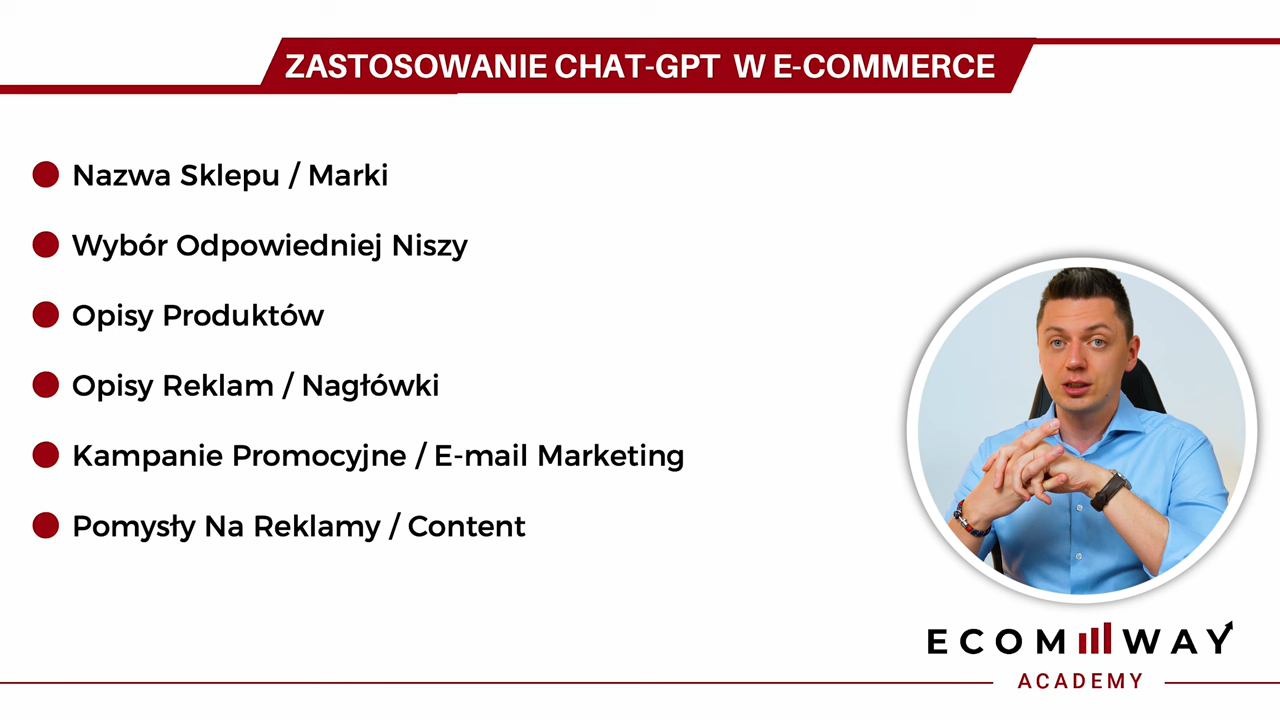 ZASTOSOWANIE CHAT-GPT W E-COMMERCE
Nazwa Sklepu / Marki
Wybór Odpowiedniej Niszy
Opisy Produktów
Opisy Reklam / Nagłówki
Kampanie Promocyjne / E-mail Marketing
Pomysły Na Reklamy / Content
ECOM WAY
ACADEMY